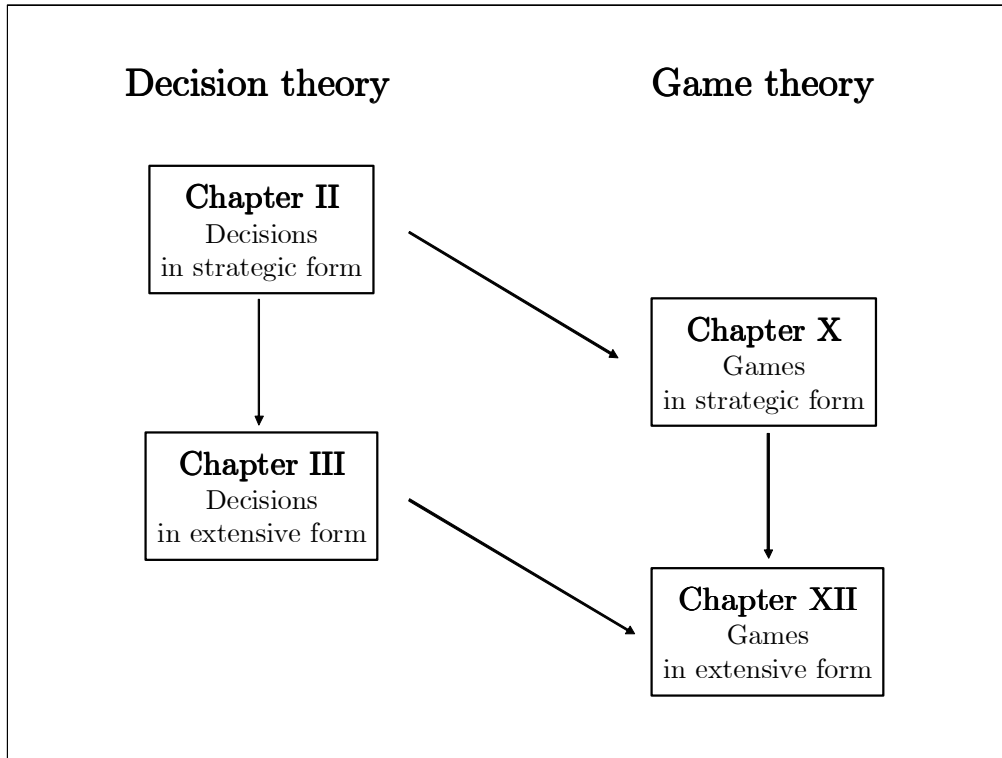 Decision theory
Game theory
Chapter II
Decisions
in strategic form
Chapter X
Games
in strategic form
Chapter III
Decisions
in extensive form
Chapter XII
Games
in extensive form